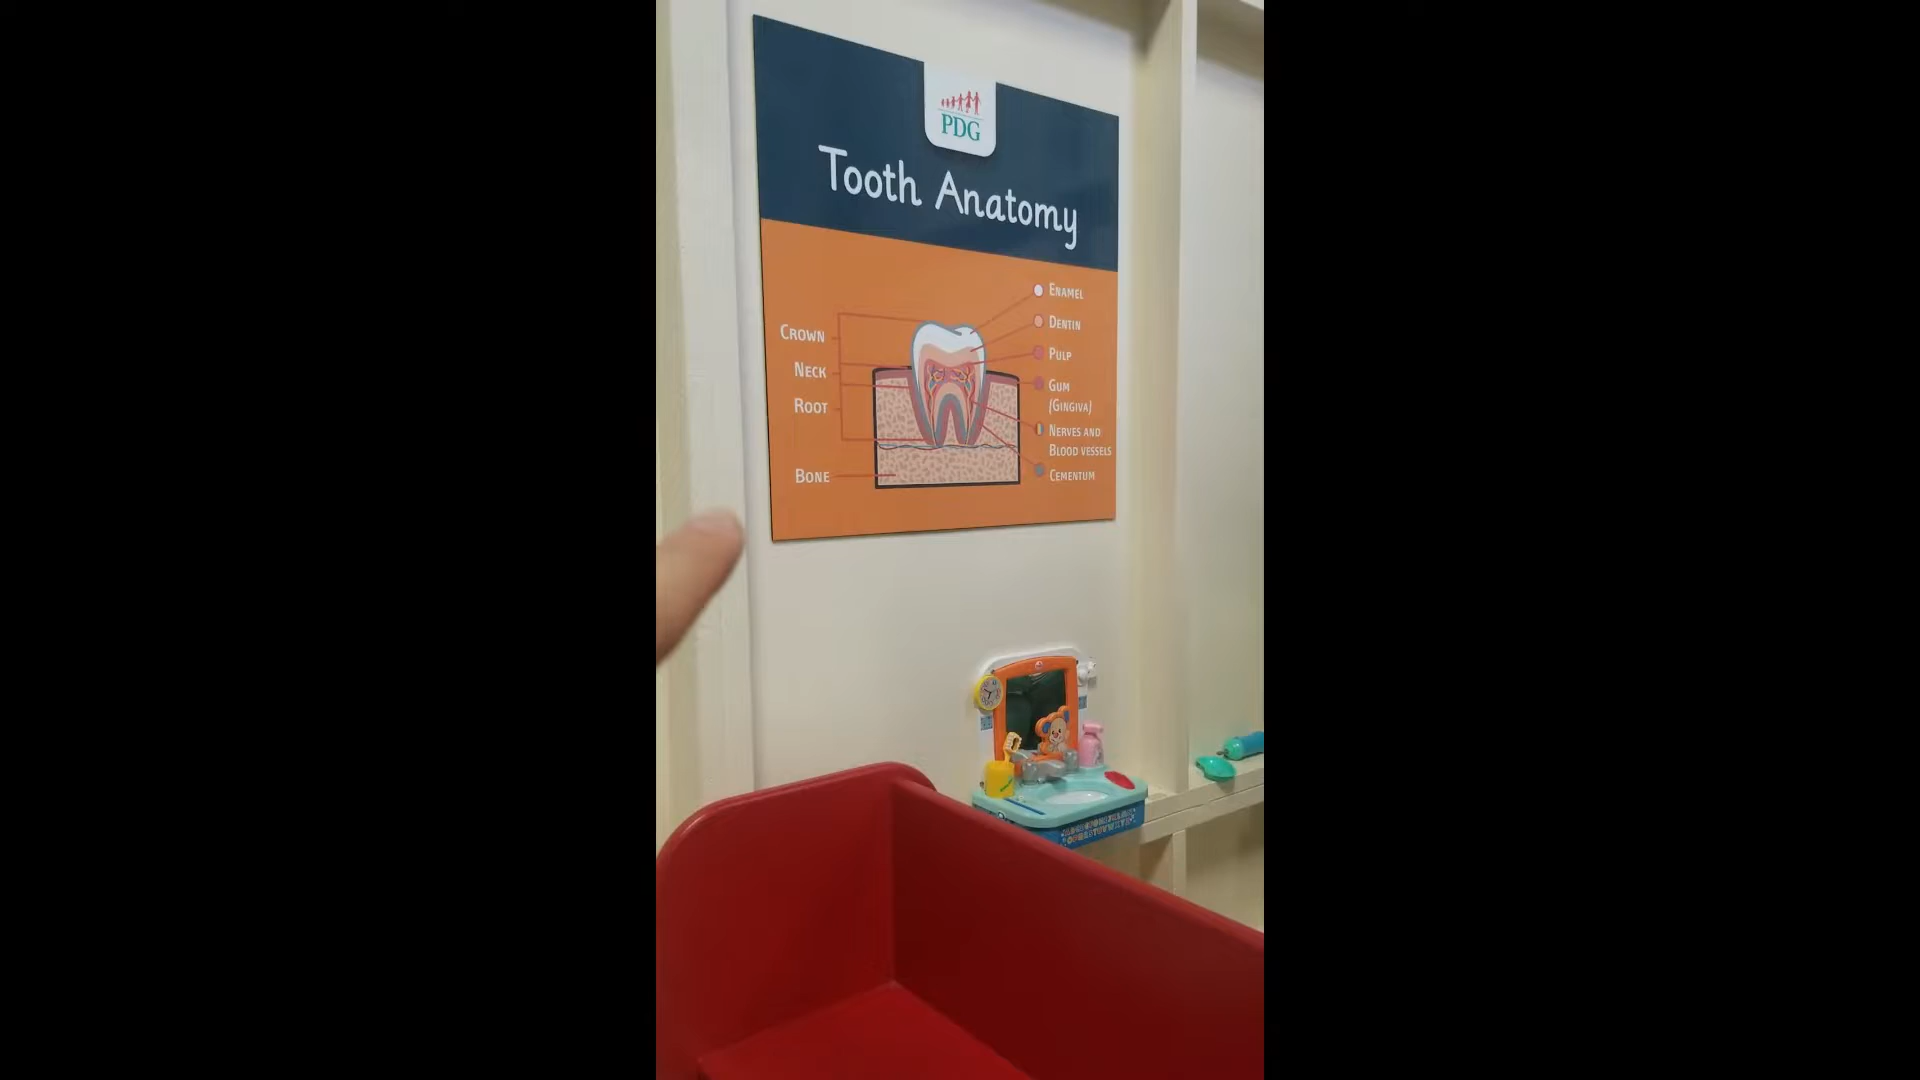 PDG
Tooth Anatomy
Crown
Neck
Root
Bone
Enamel
Dentin
Pulp
Gum
(Gingiva)
Nerves and
Blood vessels
Cementum